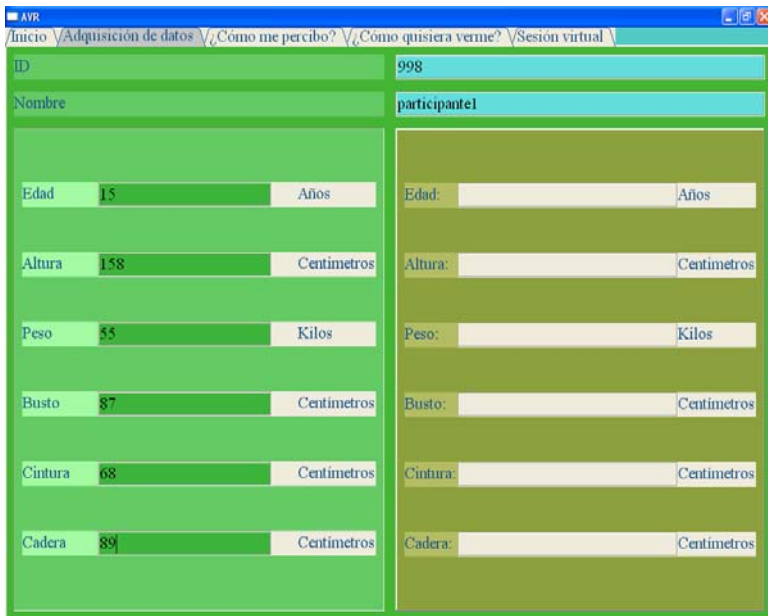 AVR
Inicio Adquisición de datos ¿Cómo me percibo? ¿Cómo quisiera verme? Sesión virtual
ID 998
Nombre participante1
Edad 15 Años
Altura 158 Centimetros
Peso 55 Kilos
Busto 87 Centimetros
Cintura 68 Centimetros
Cadera 89 Centimetros
Edad: Años
Altura: Centimetros
Peso: Kilos
Busto: Centimetros
Cintura: Centimetros
Cadera: Centimetros